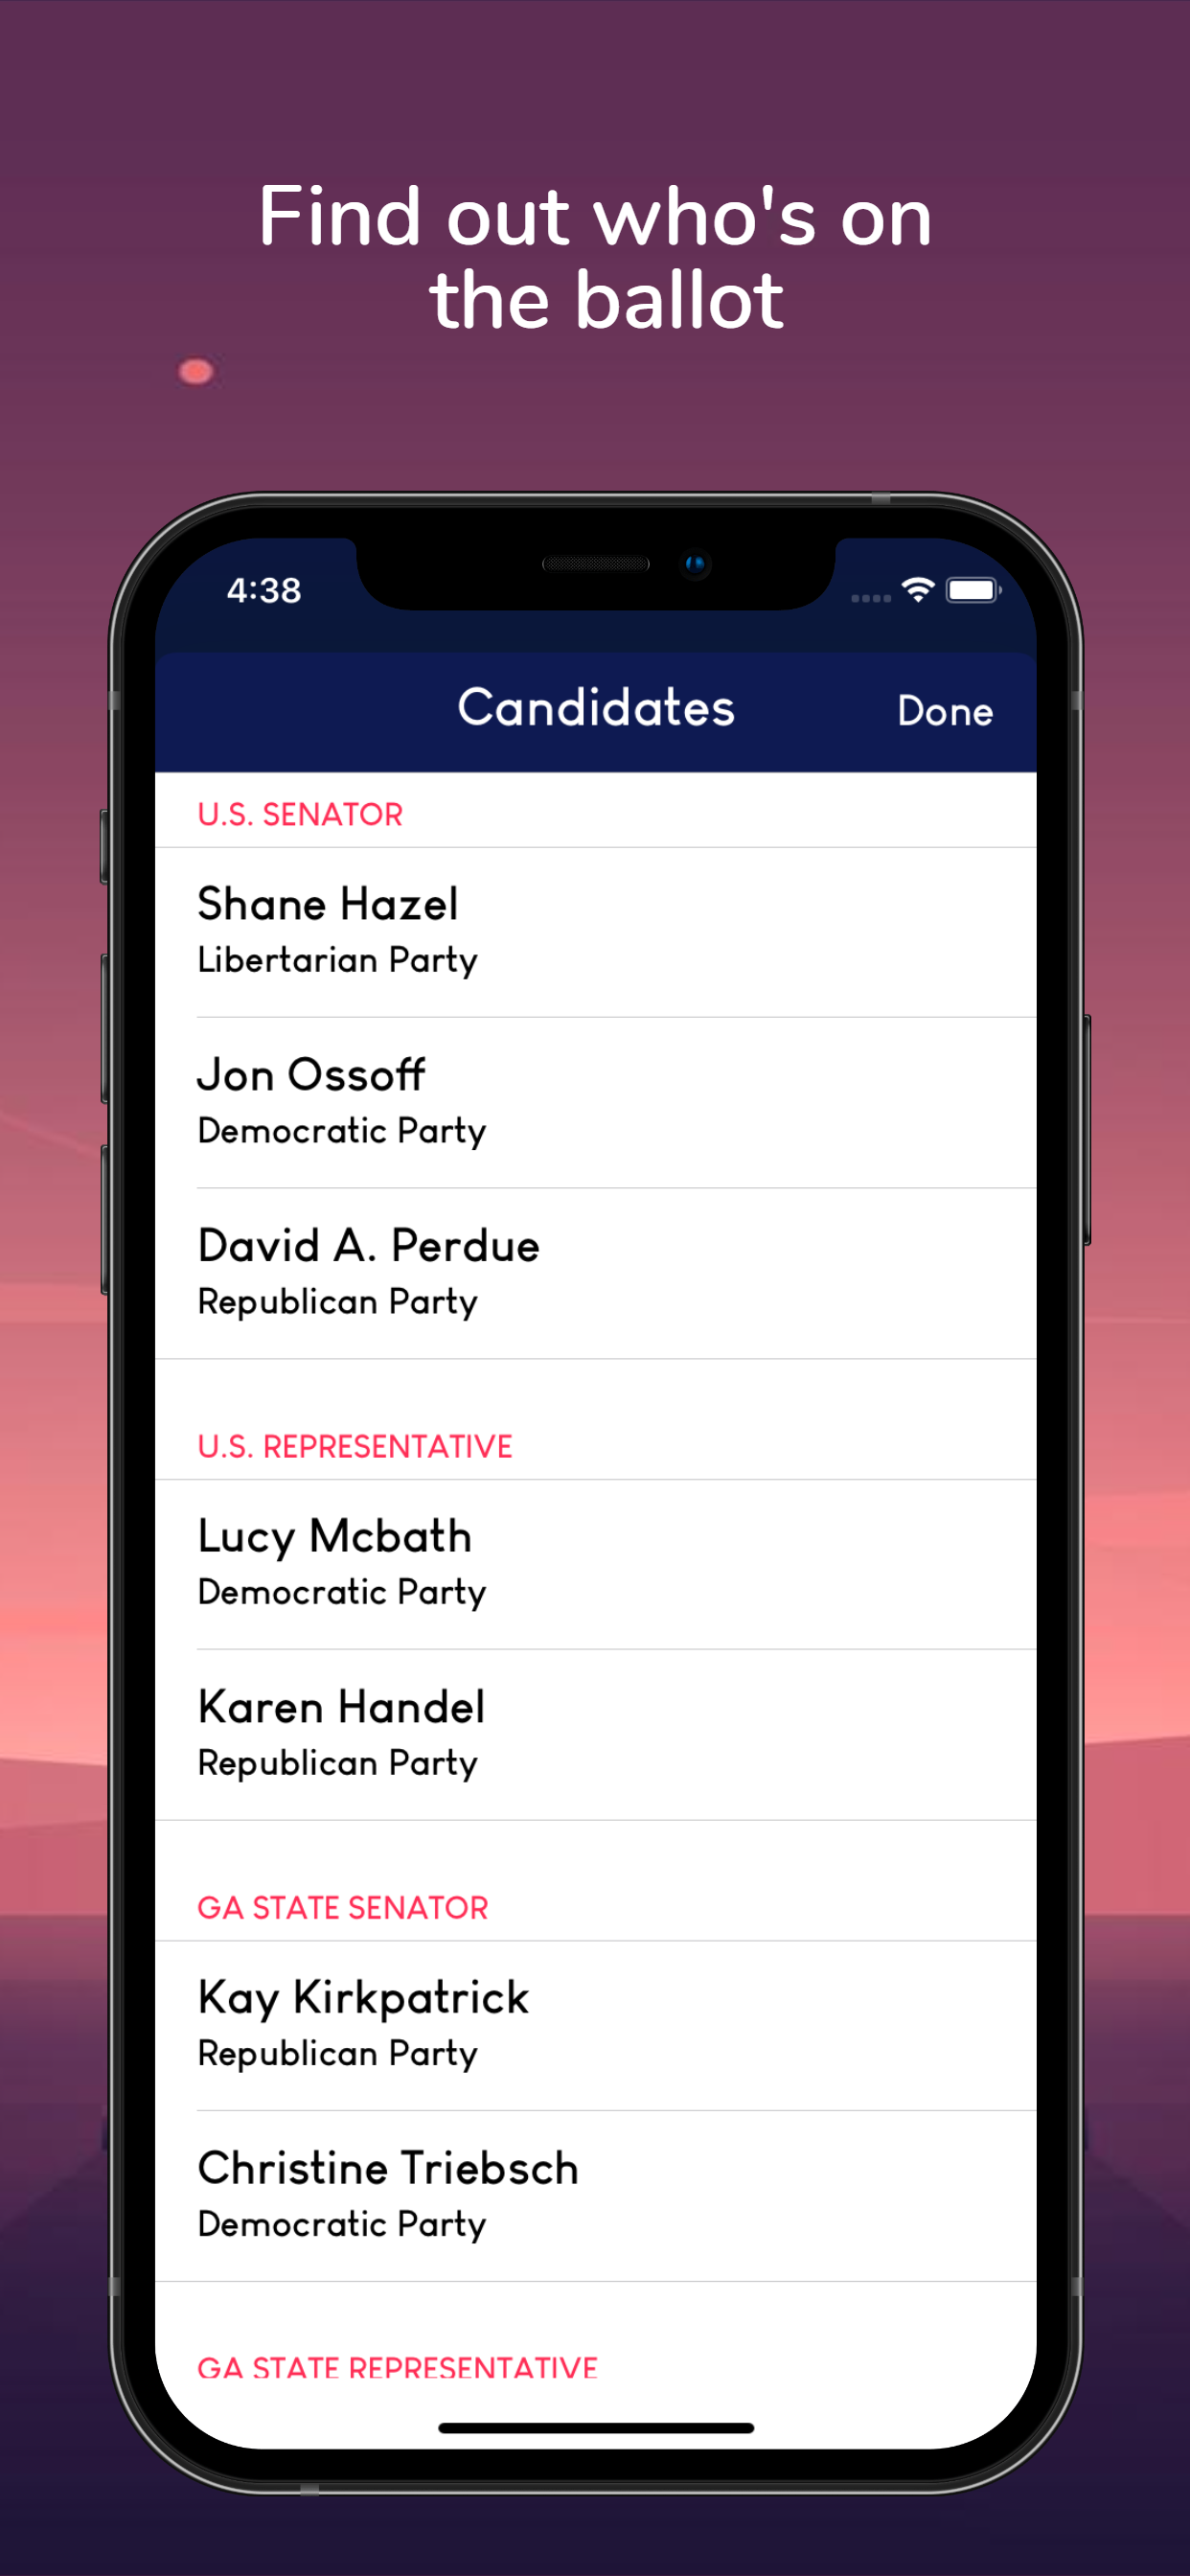 Find out who's on
the ballot
4:38
Candidates
Done
U.S. SENATOR
Shane Hazel
Libertarian Party
Jon Ossoff
Democratic Party
David A. Perdue
Republican Party
U.S. REPRESENTATIVE
Lucy Mcbath
Democratic Party
Karen Handel
Republican Party
GA STATE SENATOR
Kay Kirkpatrick
Republican Party
Christine Triebsch
Democratic Party
GA STATE REPRESENTATIVE